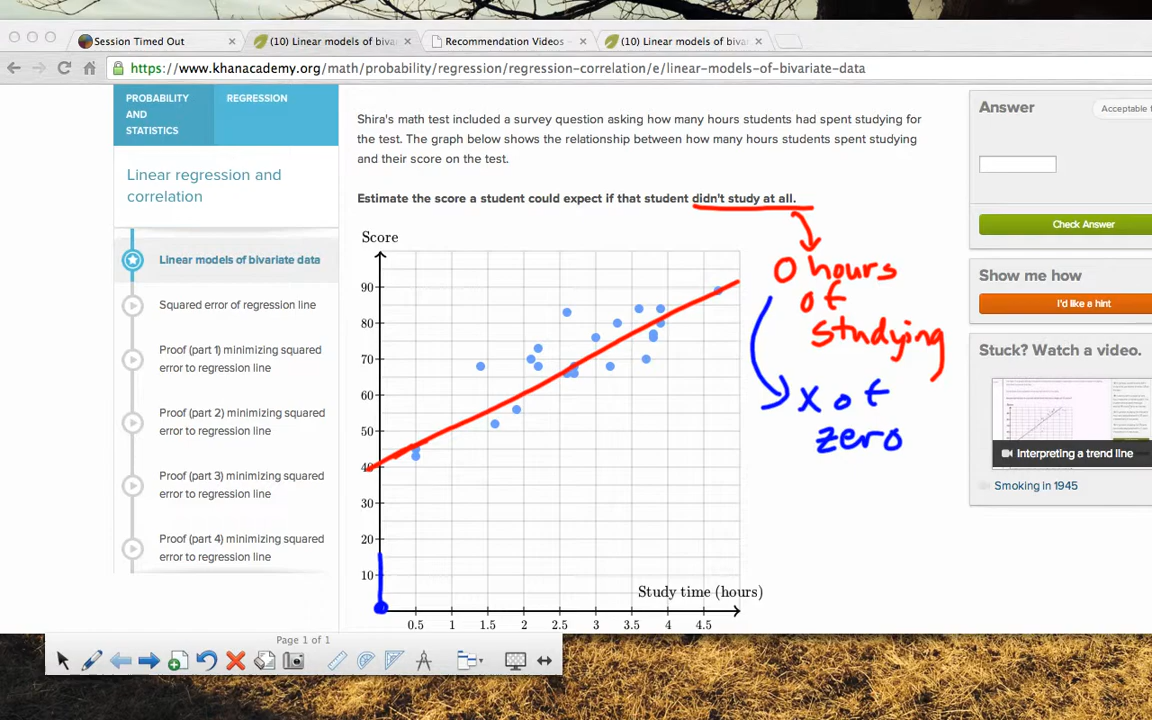 Session Timed Out
(10) Linear models of biva
Recommendation Videos
(10) Linear models of biva
https://www.khanacademy.org/math/probability/regression/regression-correlation/e/linear-models-of-bivariate-data
PROBABILITY
AND
STATISTICS
REGRESSION
Linear regression and
correlation
Linear models of bivariate data
Squared error of regression line
Proof (part 1) minimizing squared
error to regression line
Proof (part 2) minimizing squared
error to regression line
Proof (part 3) minimizing squared
error to regression line
Proof (part 4) minimizing squared
error to regression line
Shira's math test included a survey question asking how many hours students had spent studying for
the test. The graph below shows the relationship between how many hours students spent studying
and their score on the test.
Estimate the score a student could expect if that student didn't study at all.
Score
90
80
70
60
50
40
30
20
10
Study time (hours)
0.5 1 1.5 2 2.5 3 3.5 4 4.5
0 hours
of
studying
x of
zero
Answer
Acceptable
Check Answer
Show me how
I'd like a hint
Stuck? Watch a video.
Interpreting a trend line
Smoking in 1945
Page 1 of 1